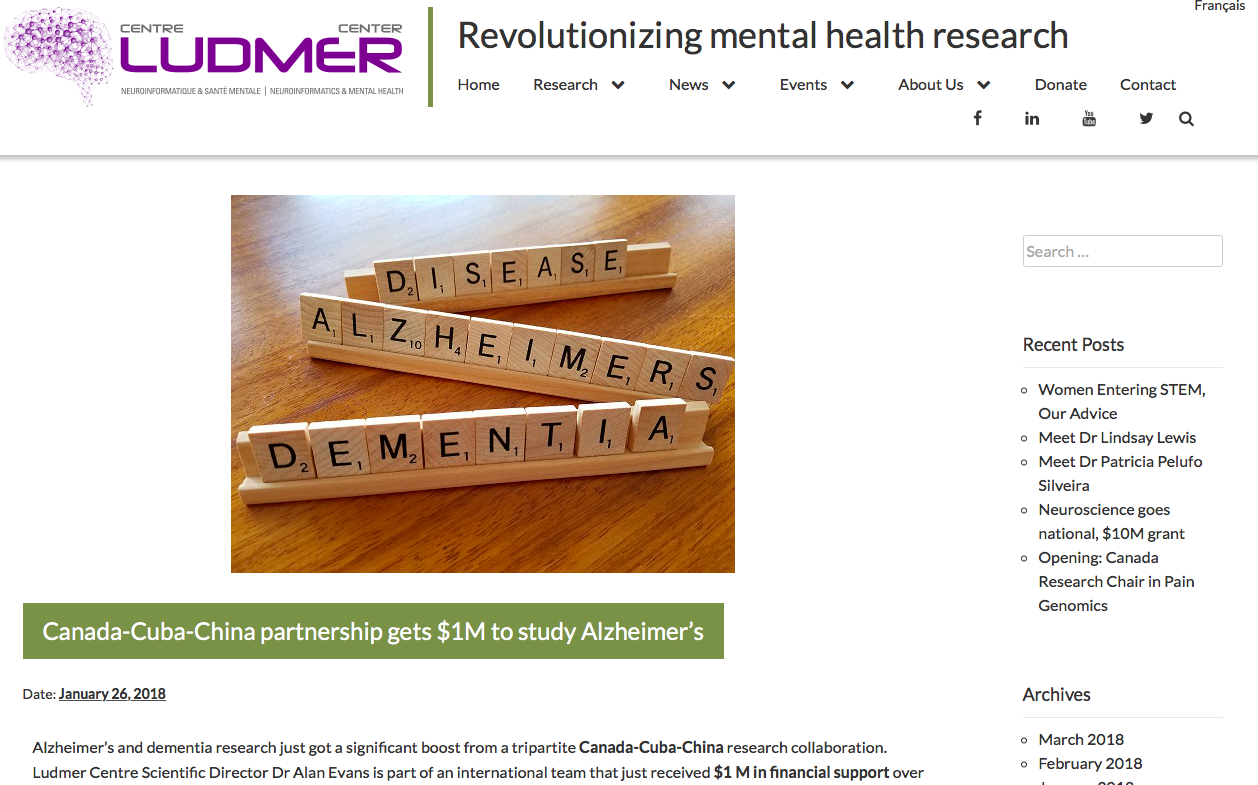 Français
CENTRE CENTER
LUDMER
NEUROINFORMATIQUE & SANTÉ MENTALE | NEUROINFORMATICS & MENTAL HEALTH
Revolutionizing mental health research
Home Research News Events About Us Donate Contact
You Tube
D2 I1 S1 E1 A1 S1 E1
A1 L1 Z10 H4 E1 I1 M2 E1 R1 S1
D2 E1 M2 E1 N1 T1 I1 A1
Canada-Cuba-China partnership gets $1M to study Alzheimer’s
Date: January 26, 2018
Alzheimer’s and dementia research just got a significant boost from a tripartite Canada-Cuba-China research collaboration.
Ludmer Centre Scientific Director Dr Alan Evans is part of an international team that just received $1 M in financial support over
Search ...
Recent Posts
Women Entering STEM,
Our Advice
Meet Dr Lindsay Lewis
Meet Dr Patricia Pelufo
Silveira
Neuroscience goes
national, $10M grant
Opening: Canada
Research Chair in Pain
Genomics
Archives
March 2018
February 2018